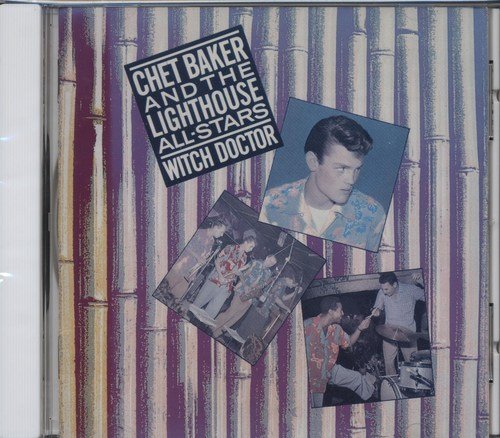 CHET BAKER
AND THE
LIGHTHOUSE
ALL-STARS
WITCH DOCTOR